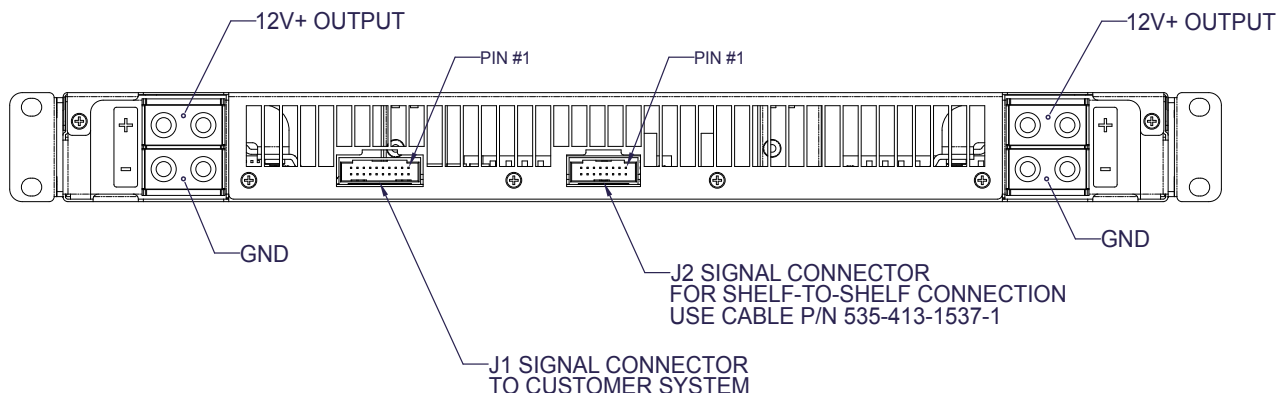 12V+ OUTPUT
12V+ OUTPUT
PIN #1
PIN #1
+
+
-
-
GND
GND
J2 SIGNAL CONNECTOR
FOR SHELF-TO-SHELF CONNECTION
USE CABLE P/N 535-413-1537-1
J1 SIGNAL CONNECTOR
TO CUSTOMER SYSTEM